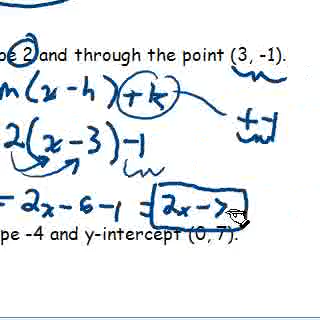 pe 2 and through the point (3, -1).
m(x-h)+k
+-1
2(x-3)-1
= 2x-6-1 = 2x-7
pe -4 and y-intercept (0, 7).